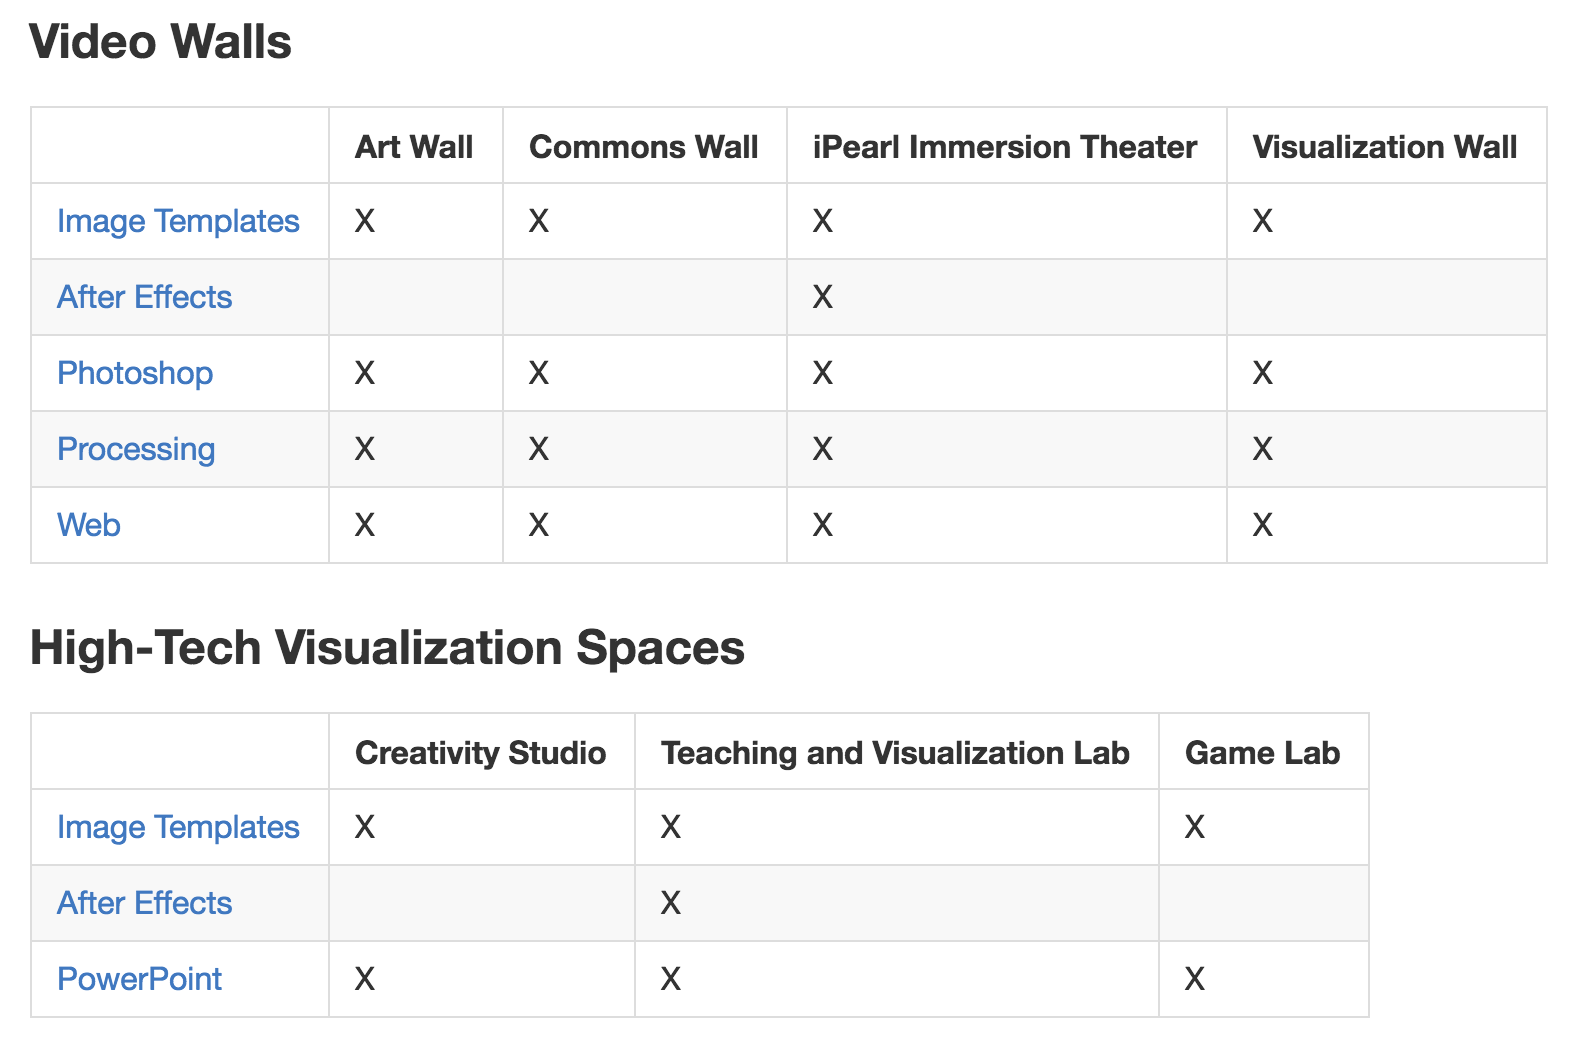 Video Walls
Art Wall Commons Wall iPearl Immersion Theater Visualization Wall
Image Templates X X X X
After Effects X
Photoshop X X X X
Processing X X X X
Web X X X X
High-Tech Visualization Spaces
Creativity Studio Teaching and Visualization Lab Game Lab
Image Templates X X X
After Effects X
PowerPoint X X X